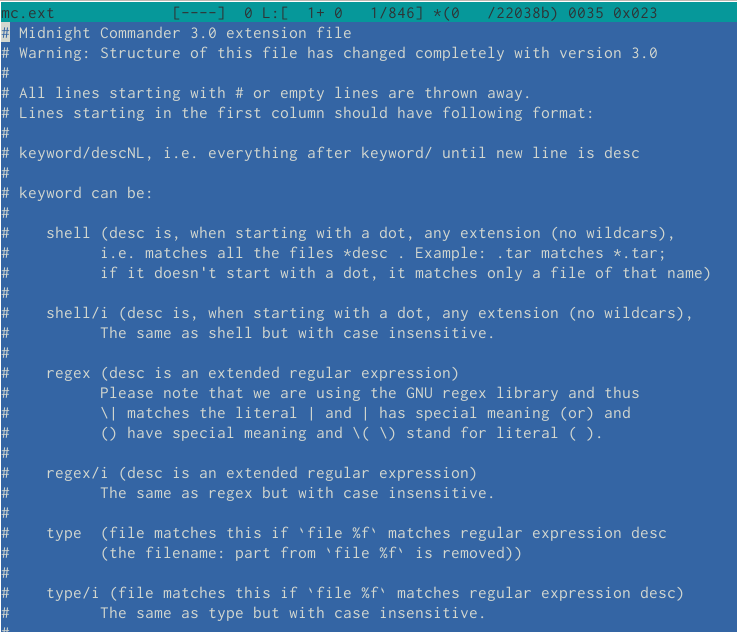 mc.ext [----] 0 L:[ 1+ 0 1/846] *(0 /22038b) 0035 0x023
# Midnight Commander 3.0 extension file
# Warning: Structure of this file has changed completely with version 3.0
#
# All lines starting with # or empty lines are thrown away.
# Lines starting in the first column should have following format:
#
# keyword/descNL, i.e. everything after keyword/ until new line is desc
#
# keyword can be:
#
#    shell (desc is, when starting with a dot, any extension (no wildcars),
#          i.e. matches all the files *desc . Example: .tar matches *.tar;
#          if it doesn't start with a dot, it matches only a file of that name)
#
#    shell/i (desc is, when starting with a dot, any extension (no wildcars),
#          The same as shell but with case insensitive.
#
#    regex (desc is an extended regular expression)
#          Please note that we are using the GNU regex library and thus
#          \| matches the literal | and | has special meaning (or) and
#          () have special meaning and \( \) stand for literal ( ).
#
#    regex/i (desc is an extended regular expression)
#          The same as regex but with case insensitive.
#
#    type  (file matches this if `file %f` matches regular expression desc
#          (the filename: part from `file %f` is removed))
#
#    type/i (file matches this if `file %f` matches regular expression desc)
#          The same as type but with case insensitive.
#